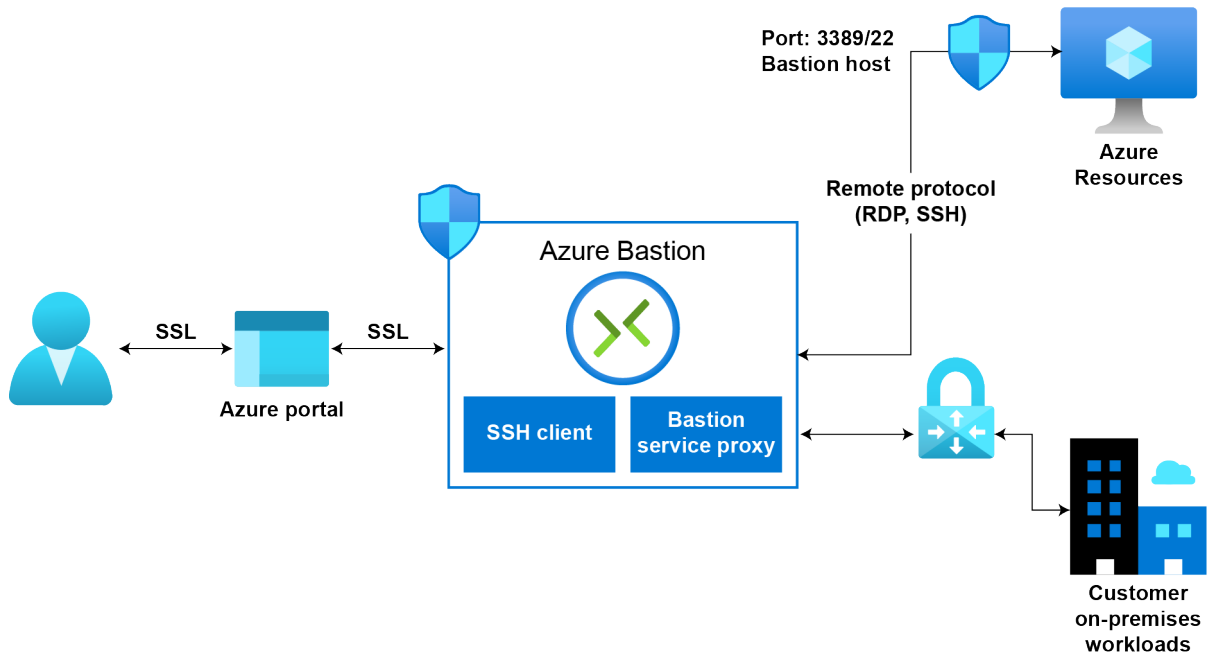 Port: 3389/22
Bastion host
Azure
Resources
Remote protocol
(RDP, SSH)
Azure Bastion
SSL
SSL
Azure portal
SSH client
Bastion
service proxy
Customer
on-premises
workloads